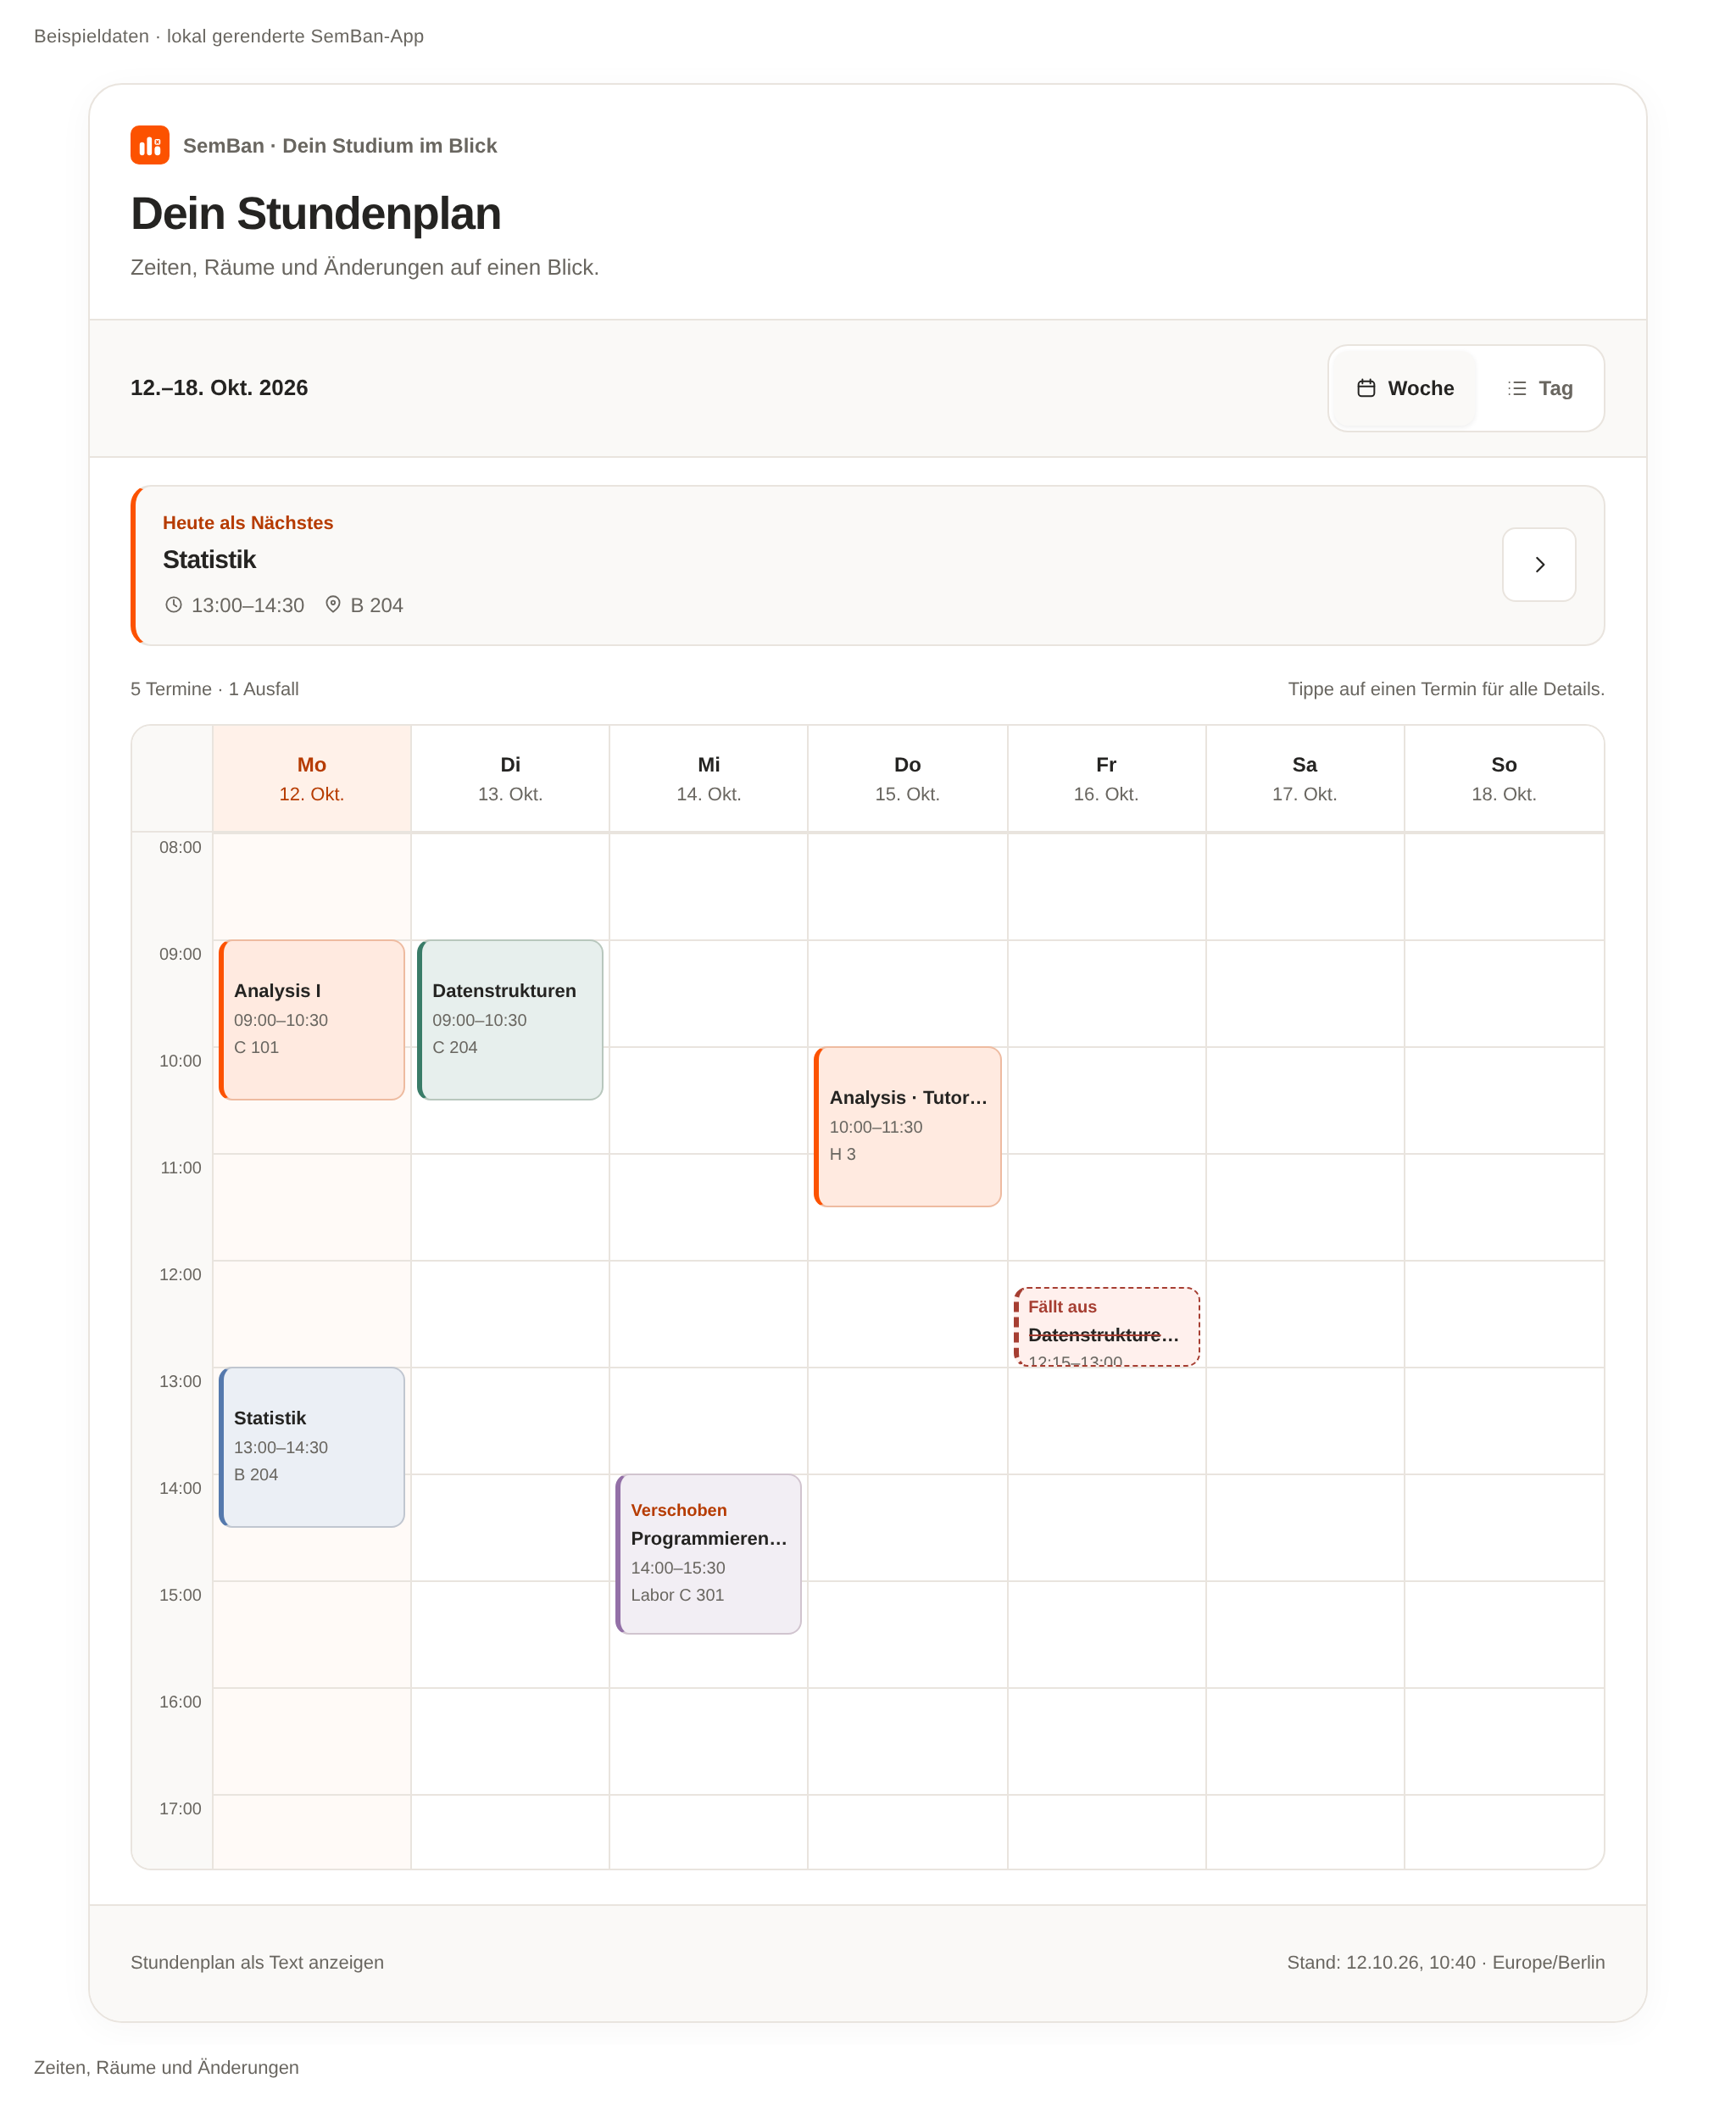 Beispieldaten · lokal gerenderte SemBan-App
SemBan · Dein Studium im Blick
Dein Stundenplan
Zeiten, Räume und Änderungen auf einen Blick.
12.–18. Okt. 2026
Woche
Tag
Heute als Nächstes
Statistik
13:00–14:30 B 204
5 Termine · 1 Ausfall
Tippe auf einen Termin für alle Details.
Mo
12. Okt.
Di
13. Okt.
Mi
14. Okt.
Do
15. Okt.
Fr
16. Okt.
Sa
17. Okt.
So
18. Okt.
08:00
09:00
Analysis I
09:00–10:30
C 101
Datenstrukturen
09:00–10:30
C 204
10:00
Analysis · Tutor…
10:00–11:30
H 3
11:00
12:00
Fällt aus
Datenstrukture…
12:15–13:00
13:00
Statistik
13:00–14:30
B 204
14:00
Verschoben
Programmieren…
14:00–15:30
Labor C 301
15:00
16:00
17:00
Stundenplan als Text anzeigen
Stand: 12.10.26, 10:40 · Europe/Berlin
Zeiten, Räume und Änderungen